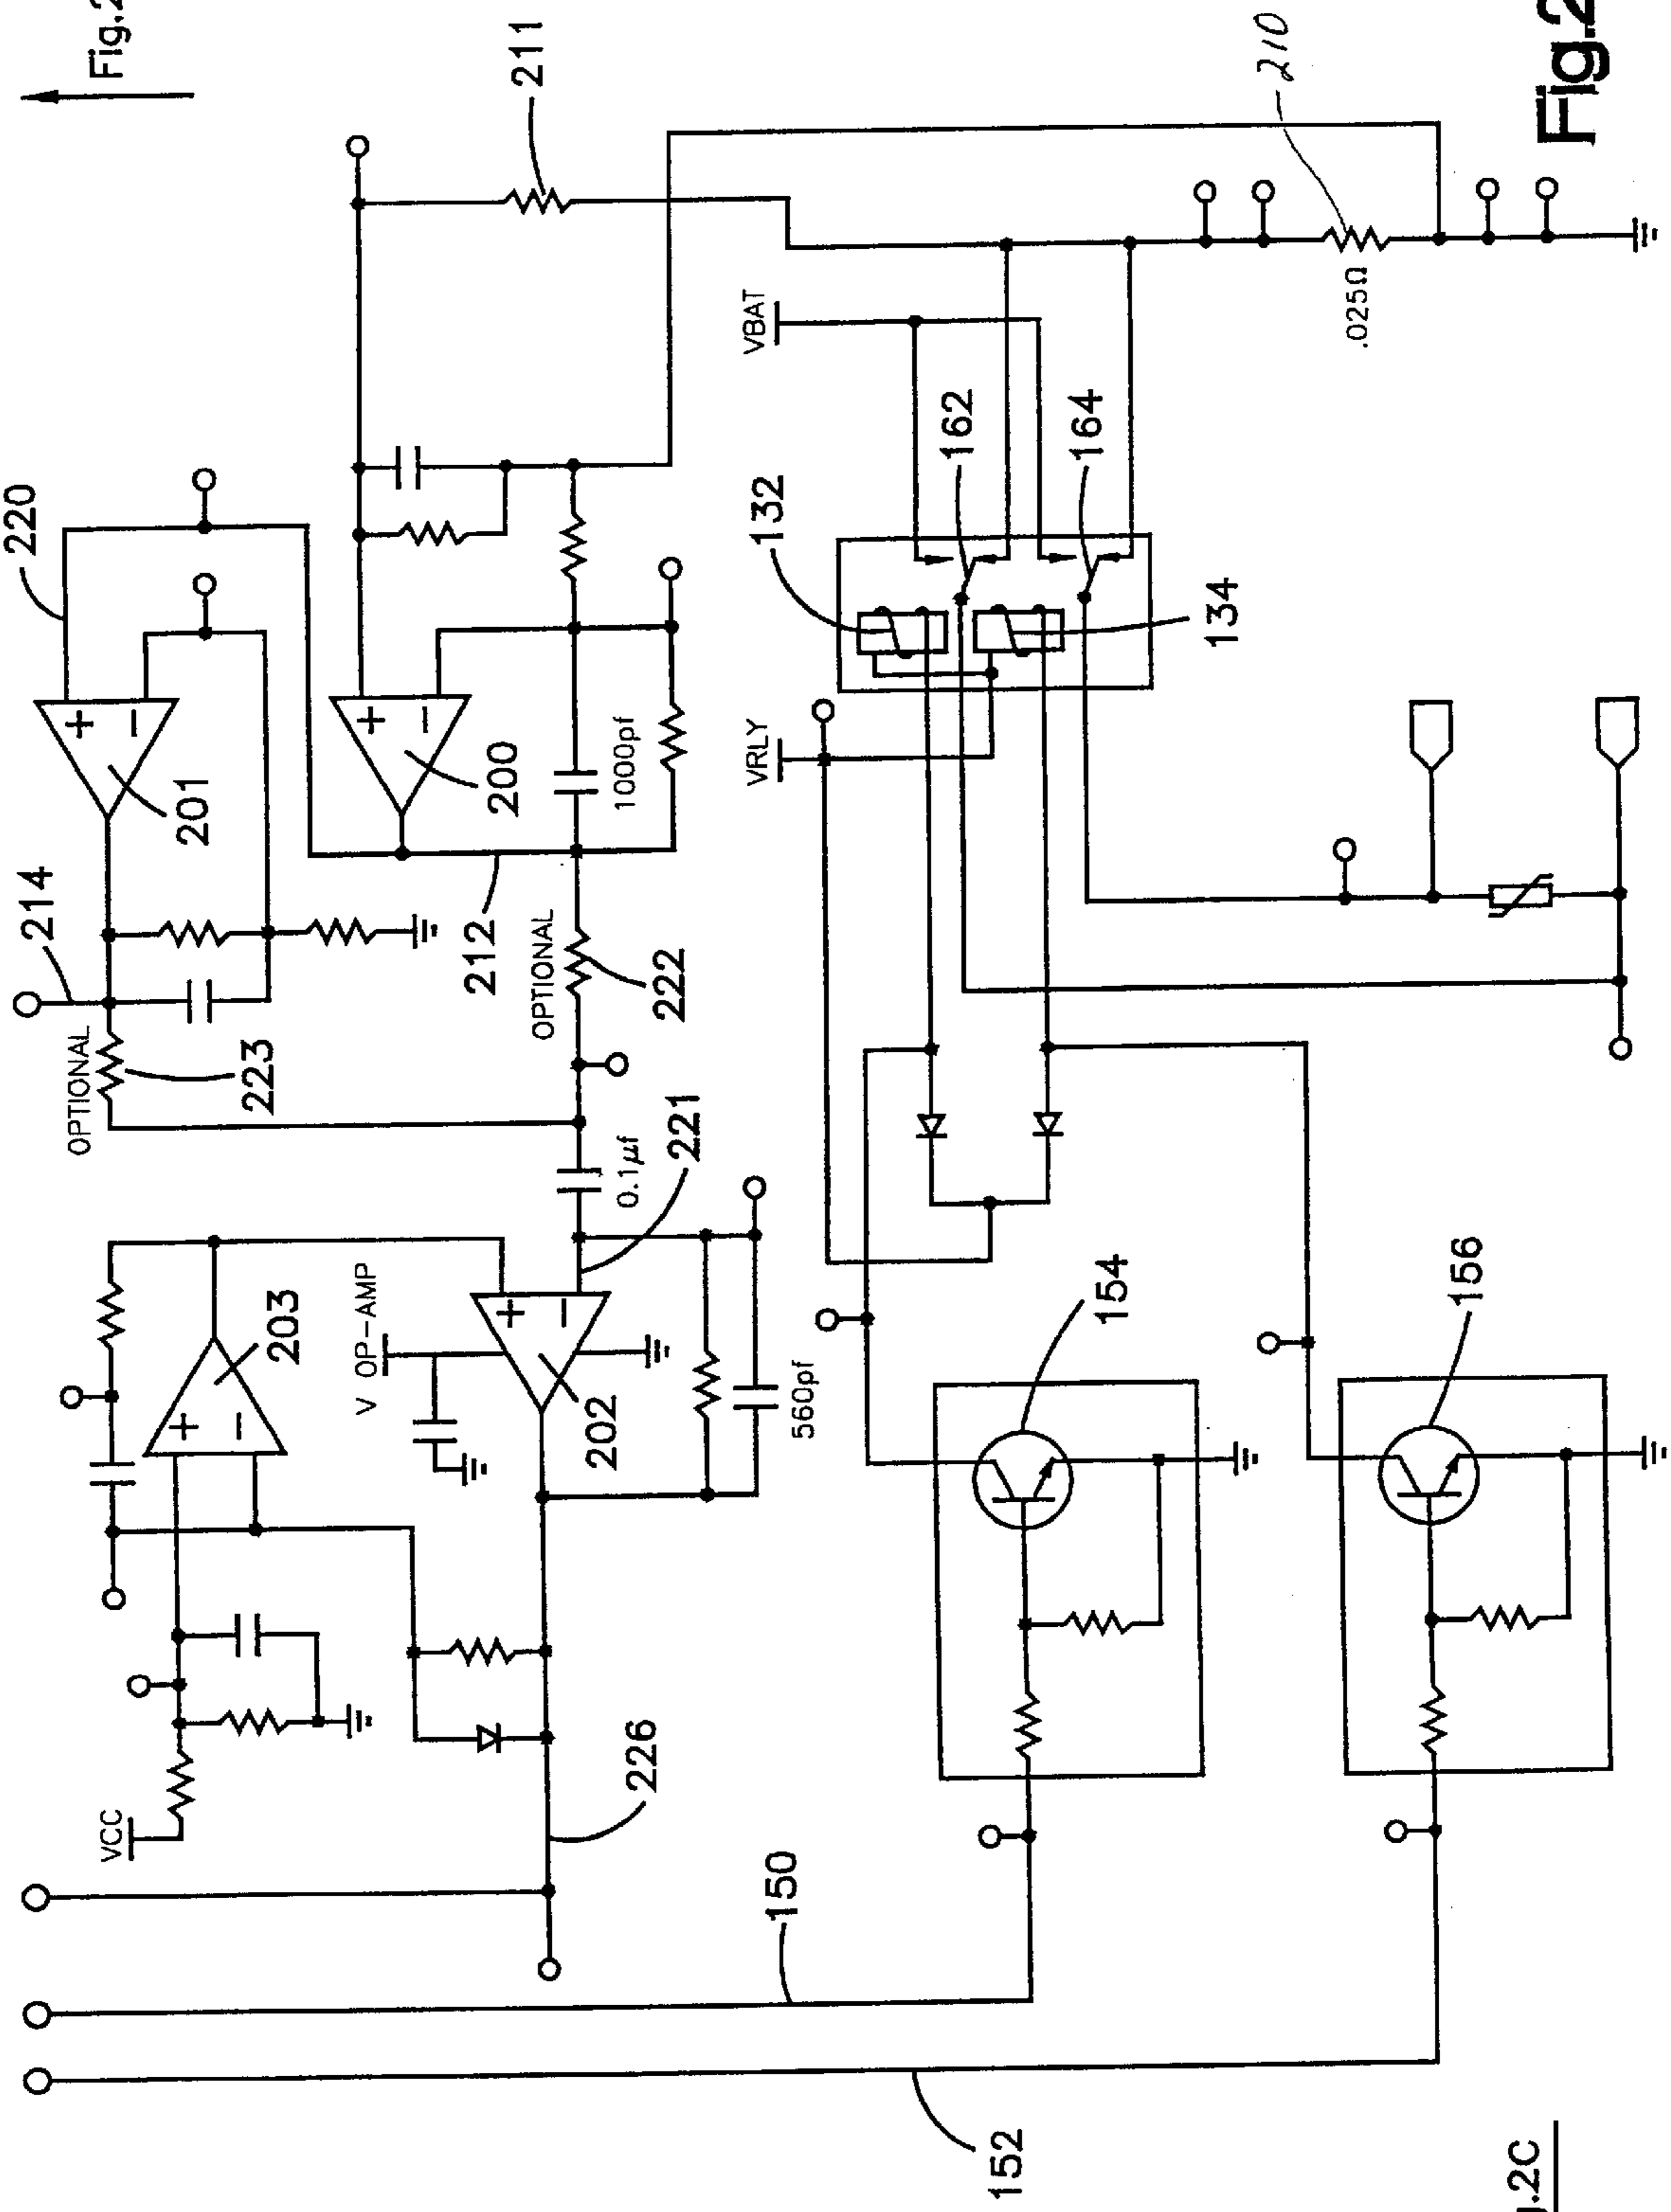 Fig.2
211
210
Fig.2
220
+
−
201
214
OPTIONAL
223
+
−
200
1000pf
212
OPTIONAL
222
0.1µf
221
203
+
−
V OP-AMP
+
−
202
560pf
VCC
226
VBAT
.025Ω
162
164
132
134
VRLY
154
156
150
152
.2C